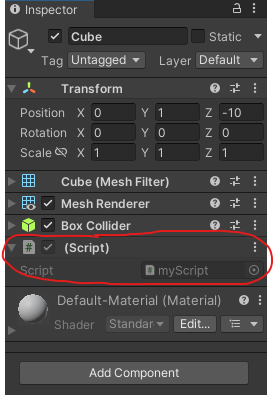 Inspector
Cube Static
Tag Untagged Layer Default
Transform
Position X 0 Y 1 Z -10
Rotation X 0 Y 0 Z 0
Scale X 1 Y 1 Z 1
Cube (Mesh Filter)
Mesh Renderer
Box Collider
# (Script)
Script # myScript
Default-Material (Material)
Shader Standar Edit...
Add Component